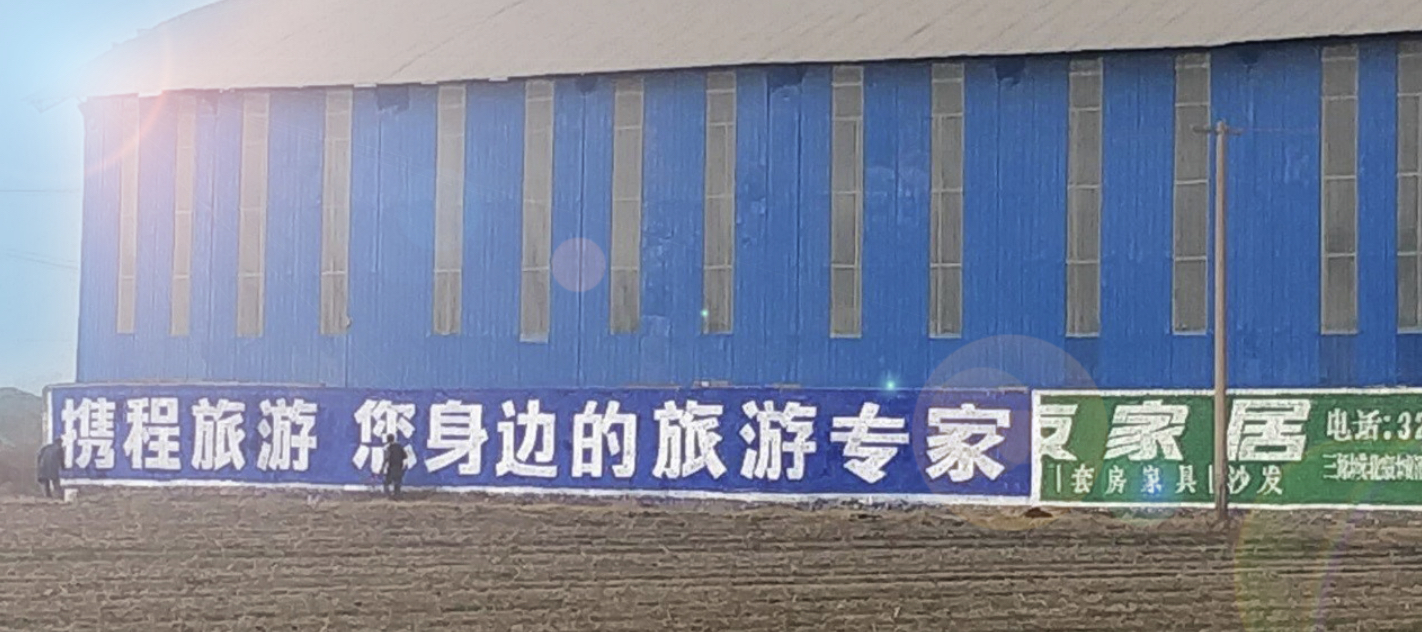 携程旅游 您身边的旅游专家
家居
套房家具|沙发
电话:3